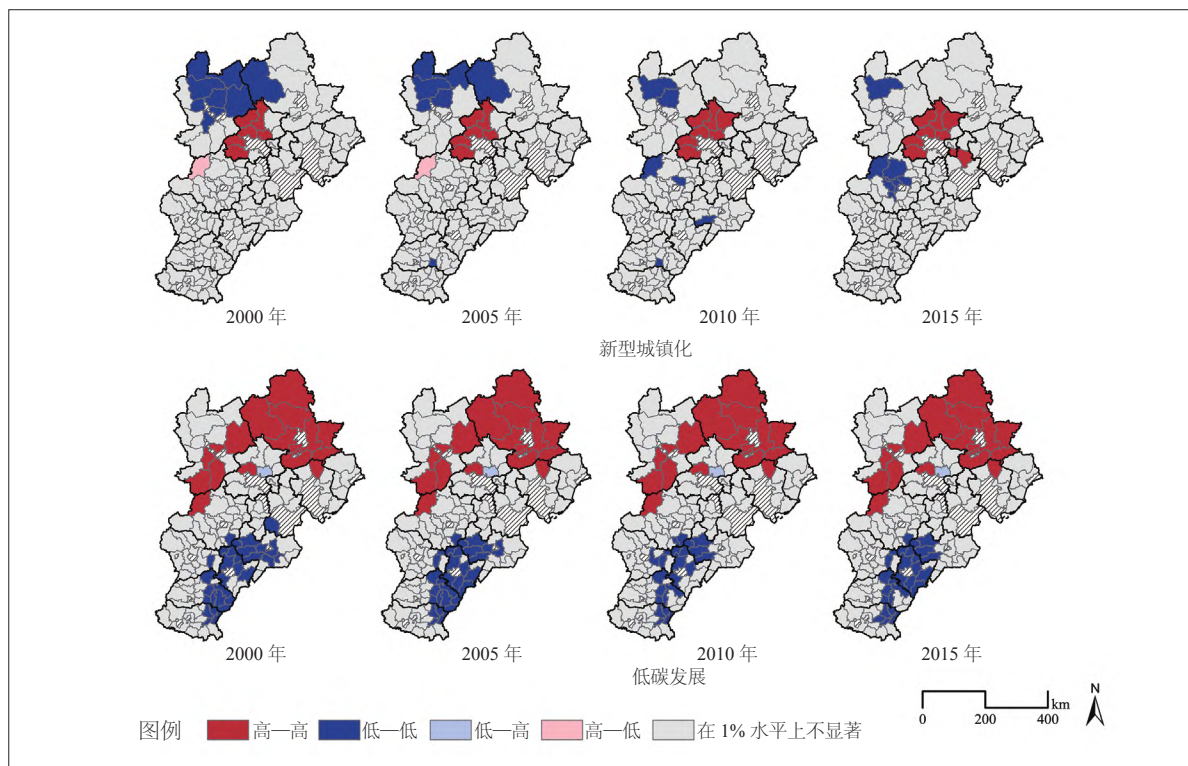 2000 年 2005 年 2010 年 2015 年
新型城镇化
2000 年 2005 年 2010 年 2015 年
低碳发展
N
km
0 200 400
图例 高—高 低—低 低—高 高—低 在 1% 水平上不显著